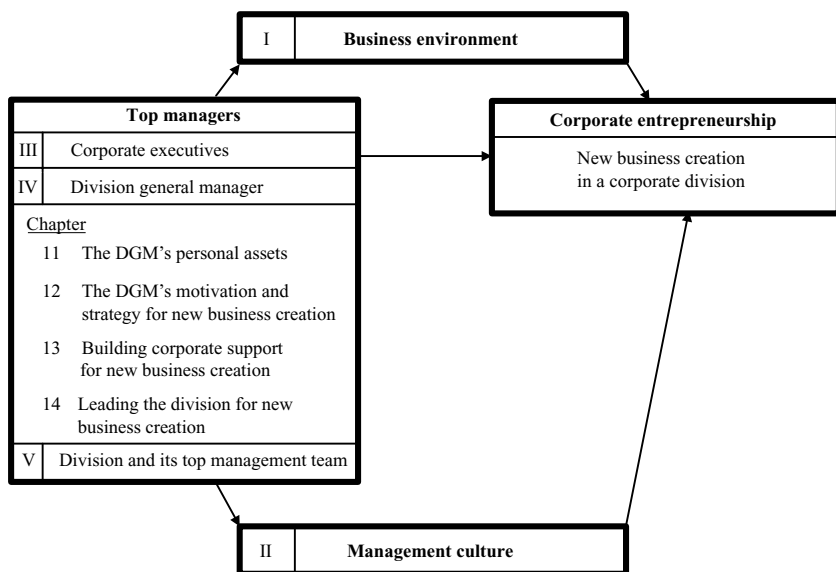 I Business environment
Top managers
III Corporate executives
IV Division general manager
Chapter
11 The DGM’s personal assets
12 The DGM’s motivation and
strategy for new business creation
13 Building corporate support
for new business creation
14 Leading the division for new
business creation
V Division and its top management team
Corporate entrepreneurship
New business creation
in a corporate division
II Management culture